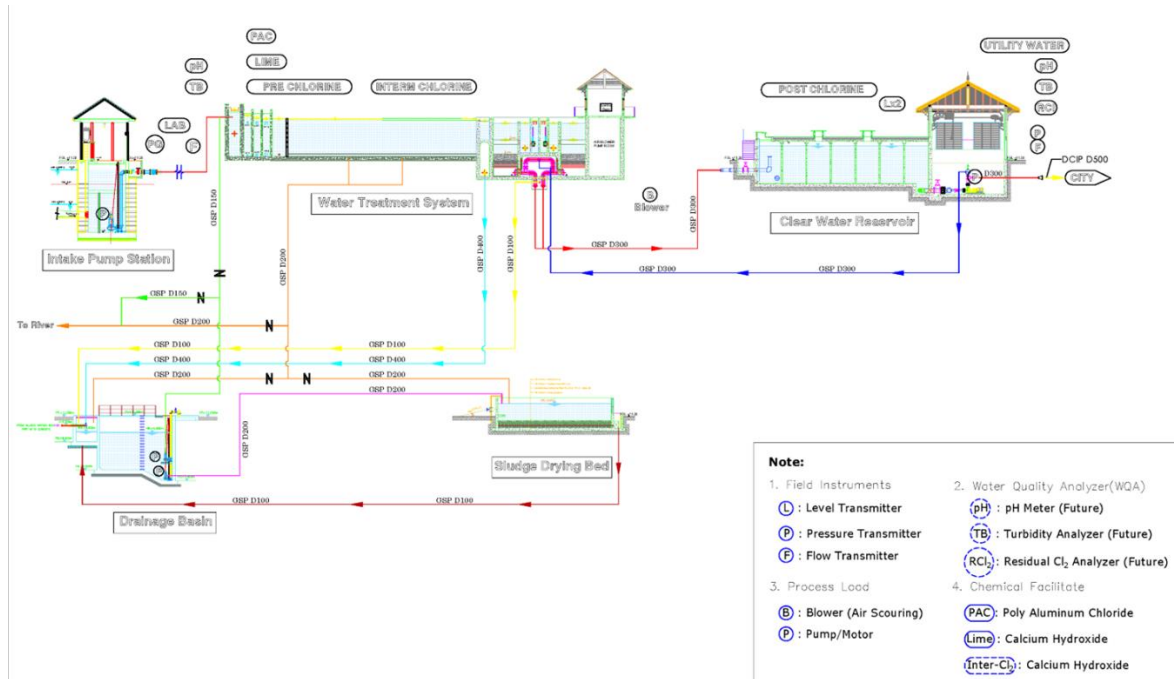 PAC
LIME
PRE CHLORINE
INTERM CHLORINE
pH
TB
LAB
PG
F
P
Intake Pump Station
GSP D150
Water Treatment System
GSP D200
GSP D400
GSP D100
B
Blower
GSP D300
GSP D300
GSP D300
POST CHLORINE
Lx2
UTILITY WATER
pH
TB
RCl
P
F
DCIP D500
CITY
P
D300
Clear Water Reservoir
N
GSP D150
N
To River
GSP D200
N
GSP D100
GSP D100
GSP D400
GSP D400
GSP D200
N
N
GSP D200
GSP D200
GSP D200
P
P
Drainage Basin
Sludge Drying Bed
GSP D100
GSP D100
Note:
1. Field Instruments
L : Level Transmitter
P : Pressure Transmitter
F : Flow Transmitter
2. Water Quality Analyzer(WQA)
pH : pH Meter (Future)
TB : Turbidity Analyzer (Future)
RCl₂ : Residual Cl₂ Analyzer (Future)
3. Process Load
B : Blower (Air Scouring)
P : Pump/Motor
4. Chemical Facilitate
PAC : Poly Aluminum Chloride
Lime : Calcium Hydroxide
Inter-Cl₂ : Calcium Hydroxide